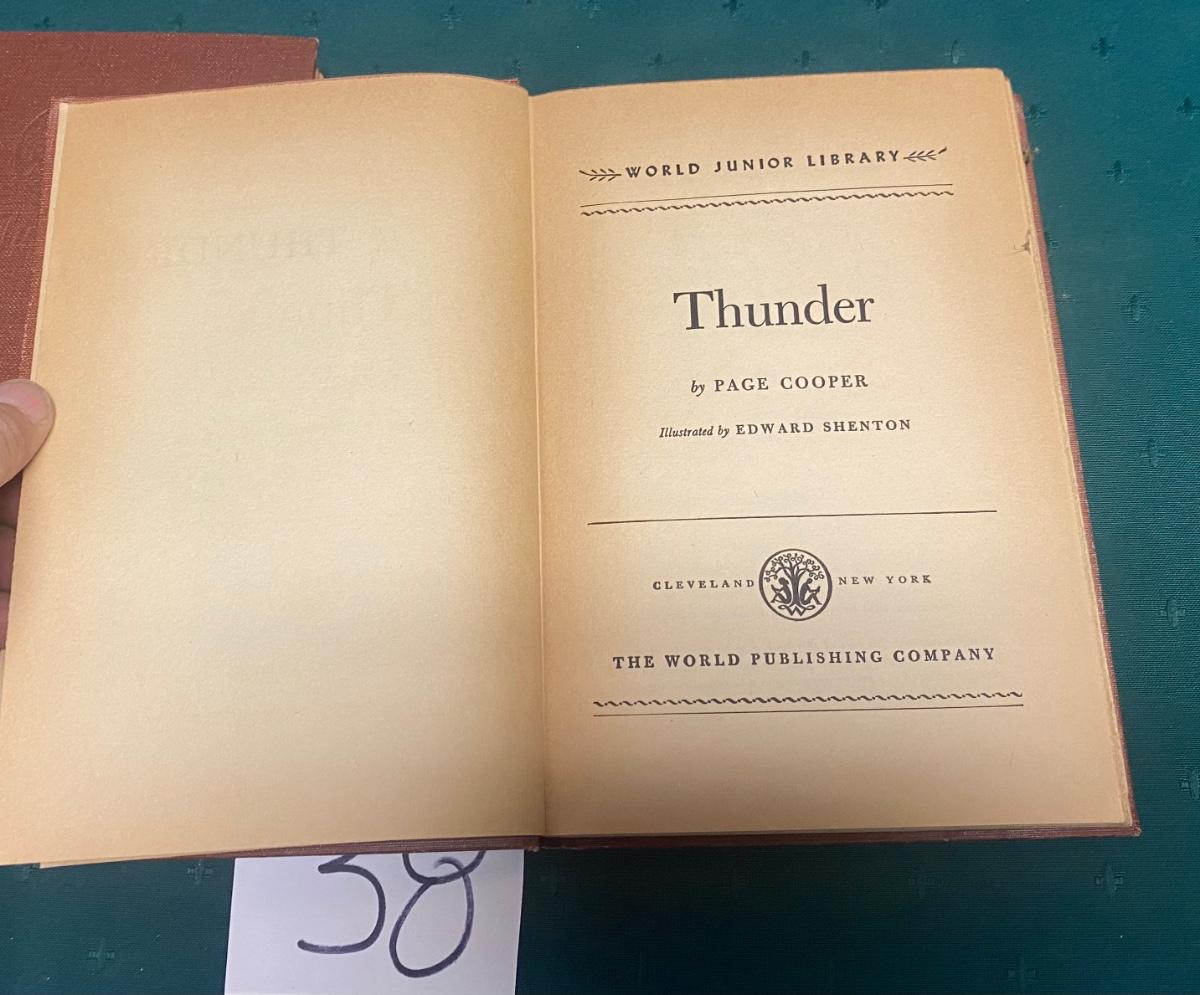 WORLD JUNIOR LIBRARY
Thunder
by PAGE COOPER
Illustrated by EDWARD SHENTON
CLEVELAND NEW YORK
W
THE WORLD PUBLISHING COMPANY
38